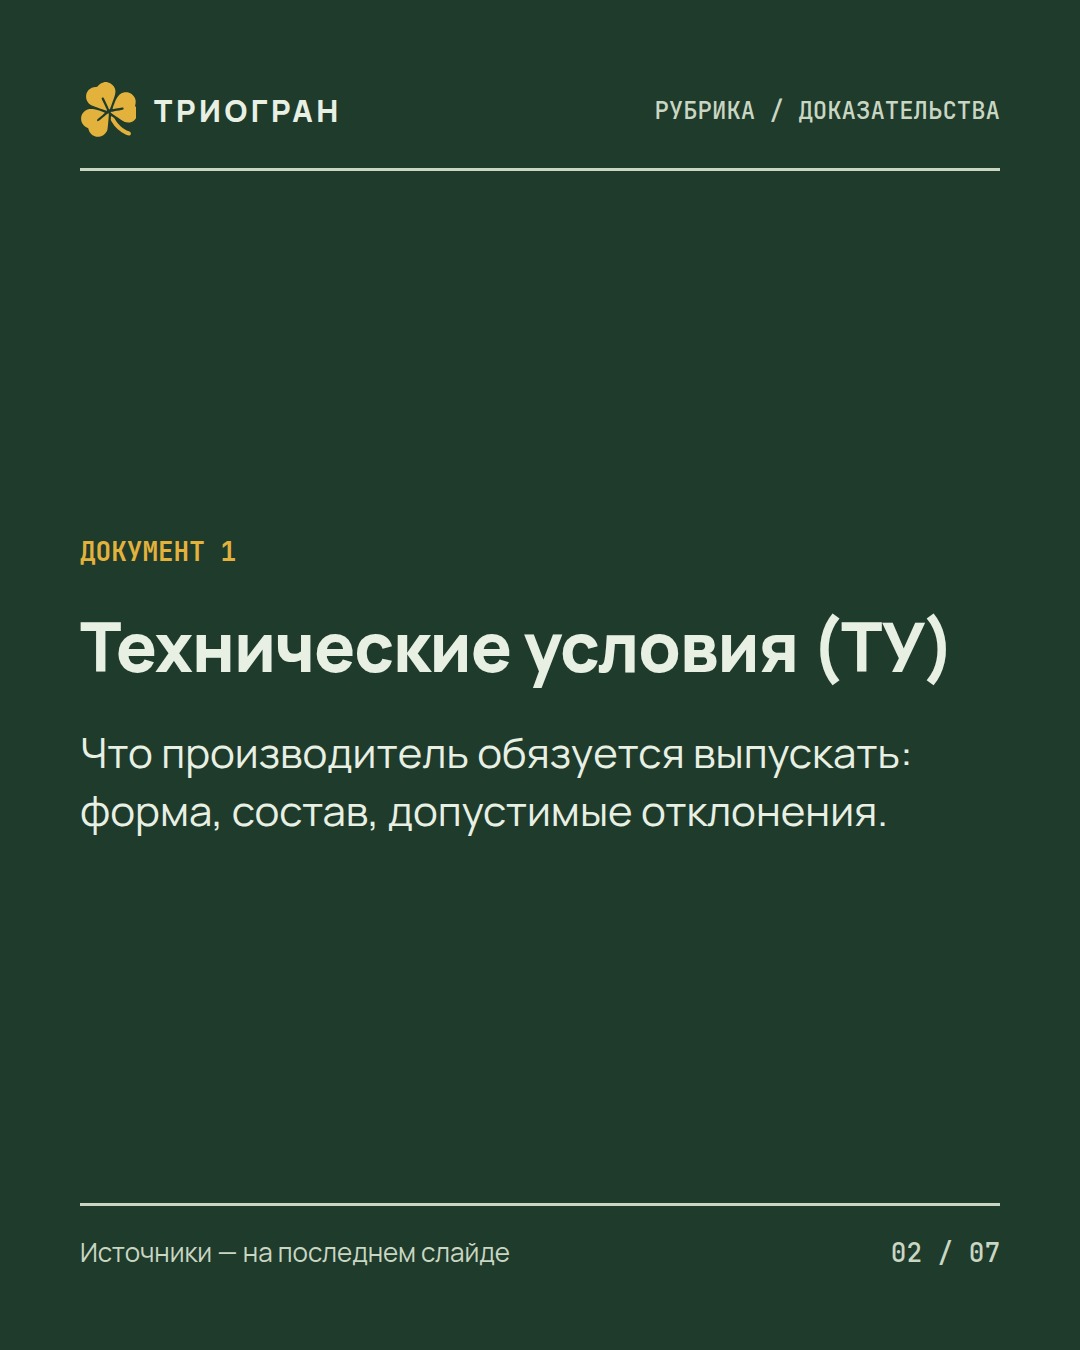 ТРИОГРАН
РУБРИКА / ДОКАЗАТЕЛЬСТВА
ДОКУМЕНТ 1
Технические условия (ТУ)
Что производитель обязуется выпускать:
форма, состав, допустимые отклонения.
Источники — на последнем слайде
02 / 07